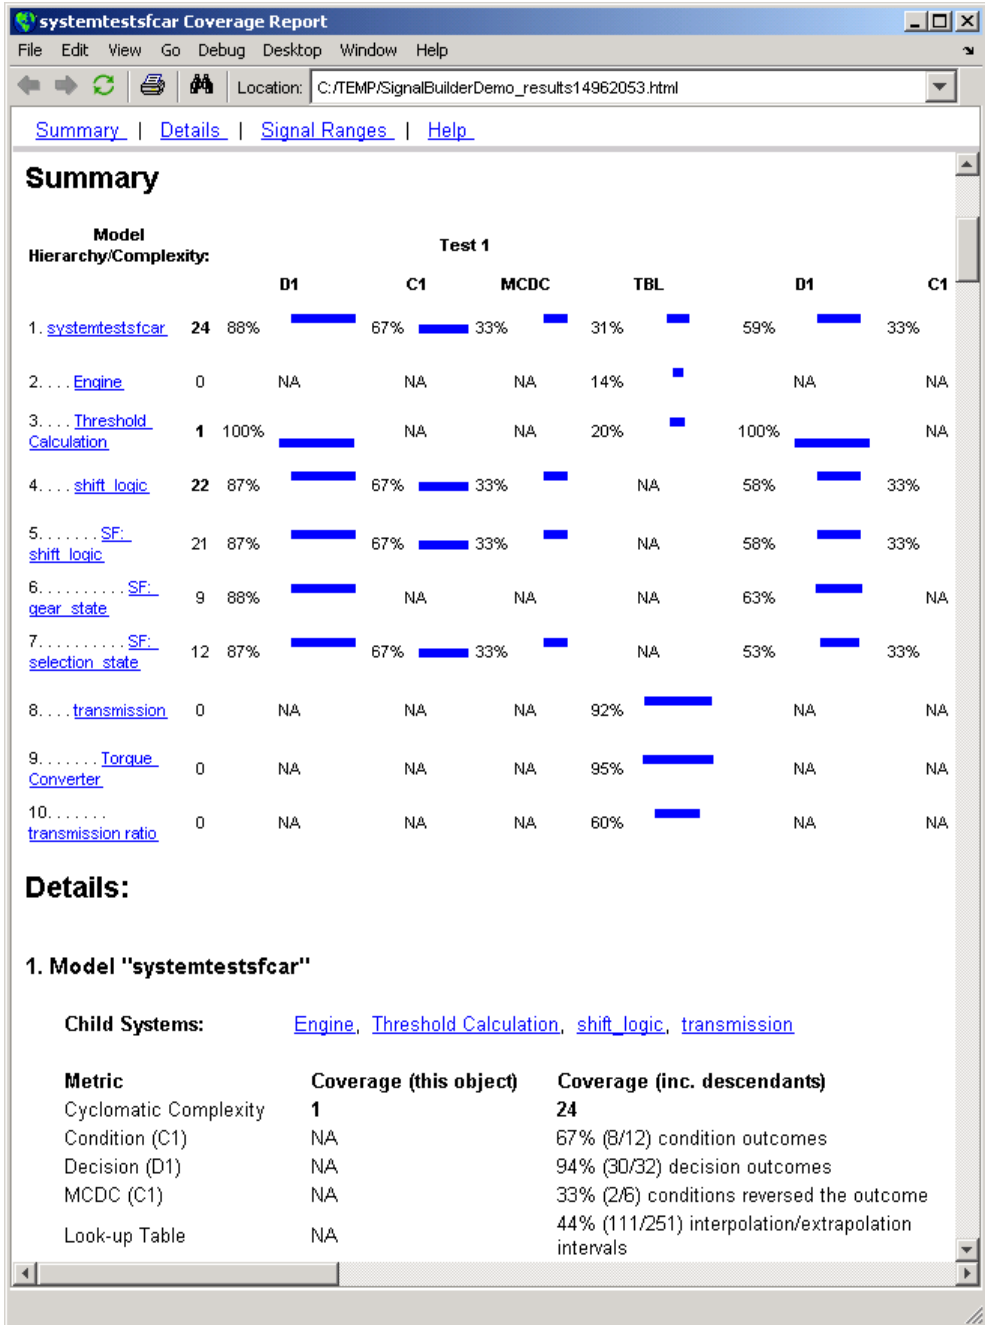 systemtestsfcar Coverage Report
File Edit View Go Debug Desktop Window Help
Location: C:/TEMP/SignalBuilderDemo_results14962053.html
Summary | Details | Signal Ranges | Help
Summary
Model Hierarchy/Complexity: Test 1
D1 C1 MCDC TBL D1 C1
1. systemtestsfcar 24 88% 67% 33% 31% 59% 33%
2. . . . Engine 0 NA NA NA 14% NA NA
3. . . . Threshold
Calculation 1 100% NA NA 20% 100% NA
4. . . . shift_logic 22 87% 67% 33% NA 58% 33%
5. . . . . . . SF:
shift_logic 21 87% 67% 33% NA 58% 33%
6. . . . . . . . . . SF:
gear_state 9 88% NA NA NA 63% NA
7. . . . . . . . . . SF:
selection_state 12 87% 67% 33% NA 53% 33%
8. . . . transmission 0 NA NA NA 92% NA NA
9. . . . . . . Torque
Converter 0 NA NA NA 95% NA NA
10. . . . . . .
transmission ratio 0 NA NA NA 60% NA NA
Details:
1. Model "systemtestsfcar"
Child Systems: Engine, Threshold Calculation, shift_logic, transmission
Metric Coverage (this object) Coverage (inc. descendants)
Cyclomatic Complexity 1 24
Condition (C1) NA 67% (8/12) condition outcomes
Decision (D1) NA 94% (30/32) decision outcomes
MCDC (C1) NA 33% (2/6) conditions reversed the outcome
Look-up Table NA 44% (111/251) interpolation/extrapolation
intervals